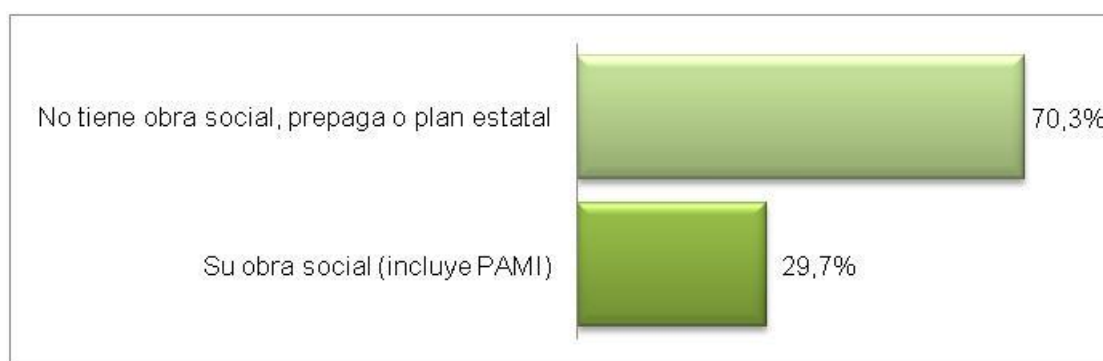 No tiene obra social, prepaga o plan estatal
70,3%
Su obra social (incluye PAMI)
29,7%